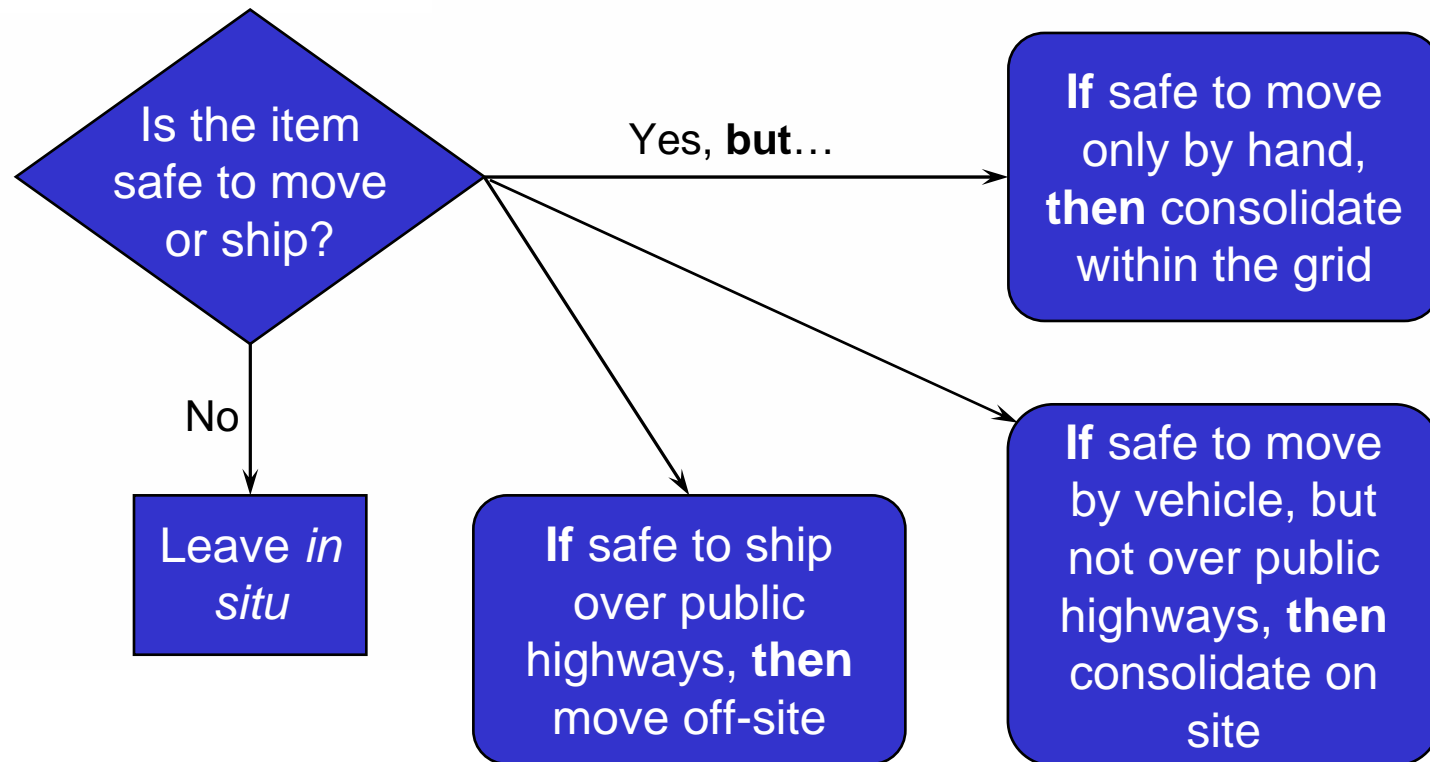 Is the item
safe to move
or ship?
Yes, but…
If safe to move
only by hand,
then consolidate
within the grid
No
Leave in
situ
If safe to ship
over public
highways, then
move off-site
If safe to move
by vehicle, but
not over public
highways, then
consolidate on
site